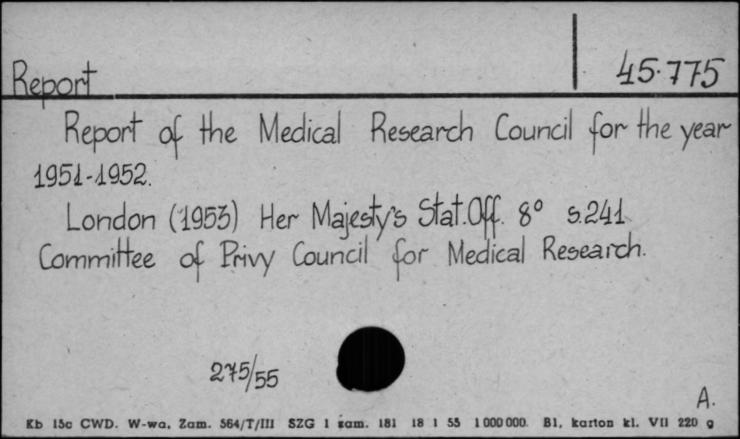 Report
45.775
Report of the Medical Research Council for the year
1951-1952.
London (1953) Her Majesty's Stat.Off. 8° s.241
Committee of Privy Council for Medical Research.
275/55
A.
Kb 15c CWD. W-wa, Zam. 564/T/III SZG 1 zam. 181 18 1 55 1 000 000. B1, karton kl. VII 220 g